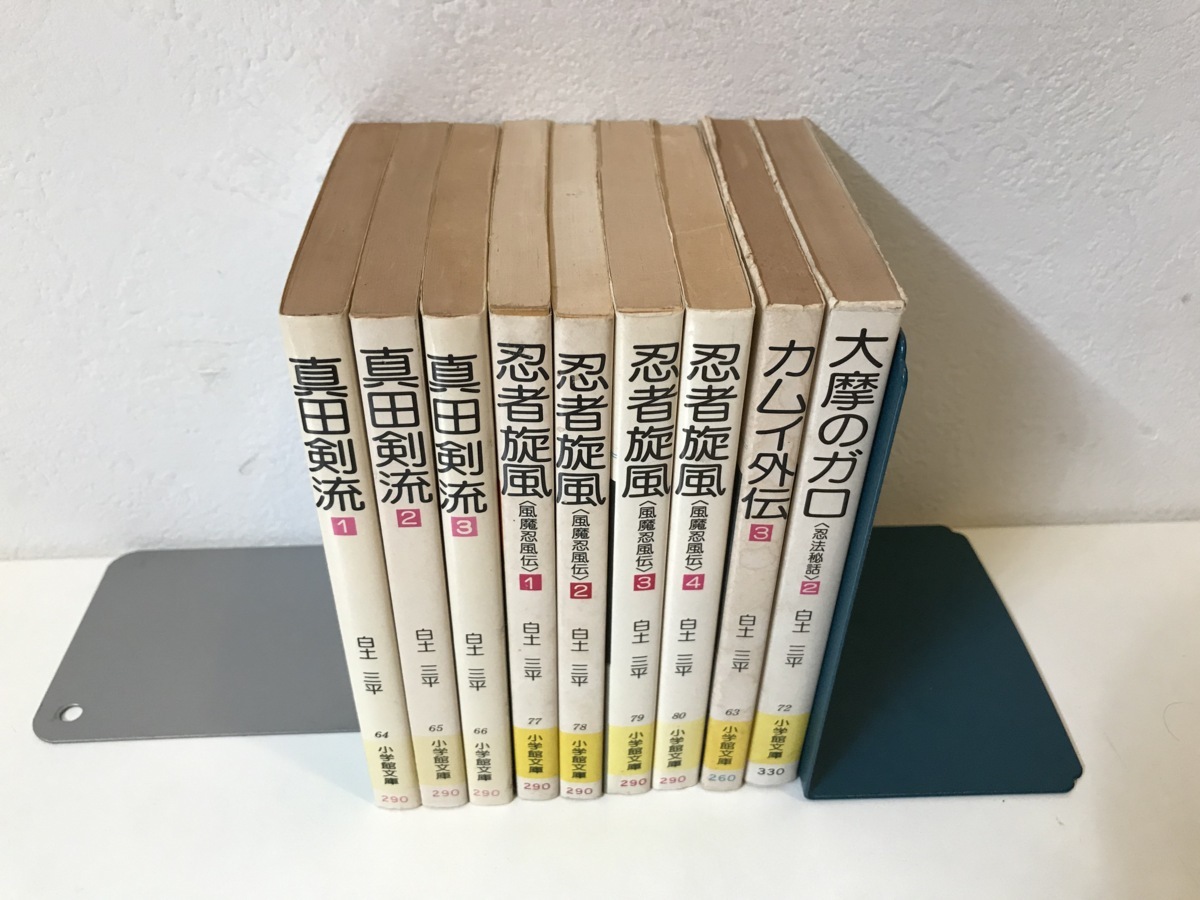 真田剣流 1
白土 三平
64
小学館文庫
290
真田剣流 2
白土 三平
65
小学館文庫
290
真田剣流 3
白土 三平
66
小学館文庫
290
忍者旋風 〈風魔忍風伝〉 1
白土 三平
77
小学館文庫
290
忍者旋風 〈風魔忍風伝〉 2
白土 三平
78
小学館文庫
290
忍者旋風 〈風魔忍風伝〉 3
白土 三平
79
小学館文庫
290
忍者旋風 〈風魔忍風伝〉 4
白土 三平
80
小学館文庫
290
カムイ外伝 3
白土 三平
63
小学館文庫
260
大摩のガロ 〈忍法秘話〉 2
白土 三平
72
小学館文庫
330